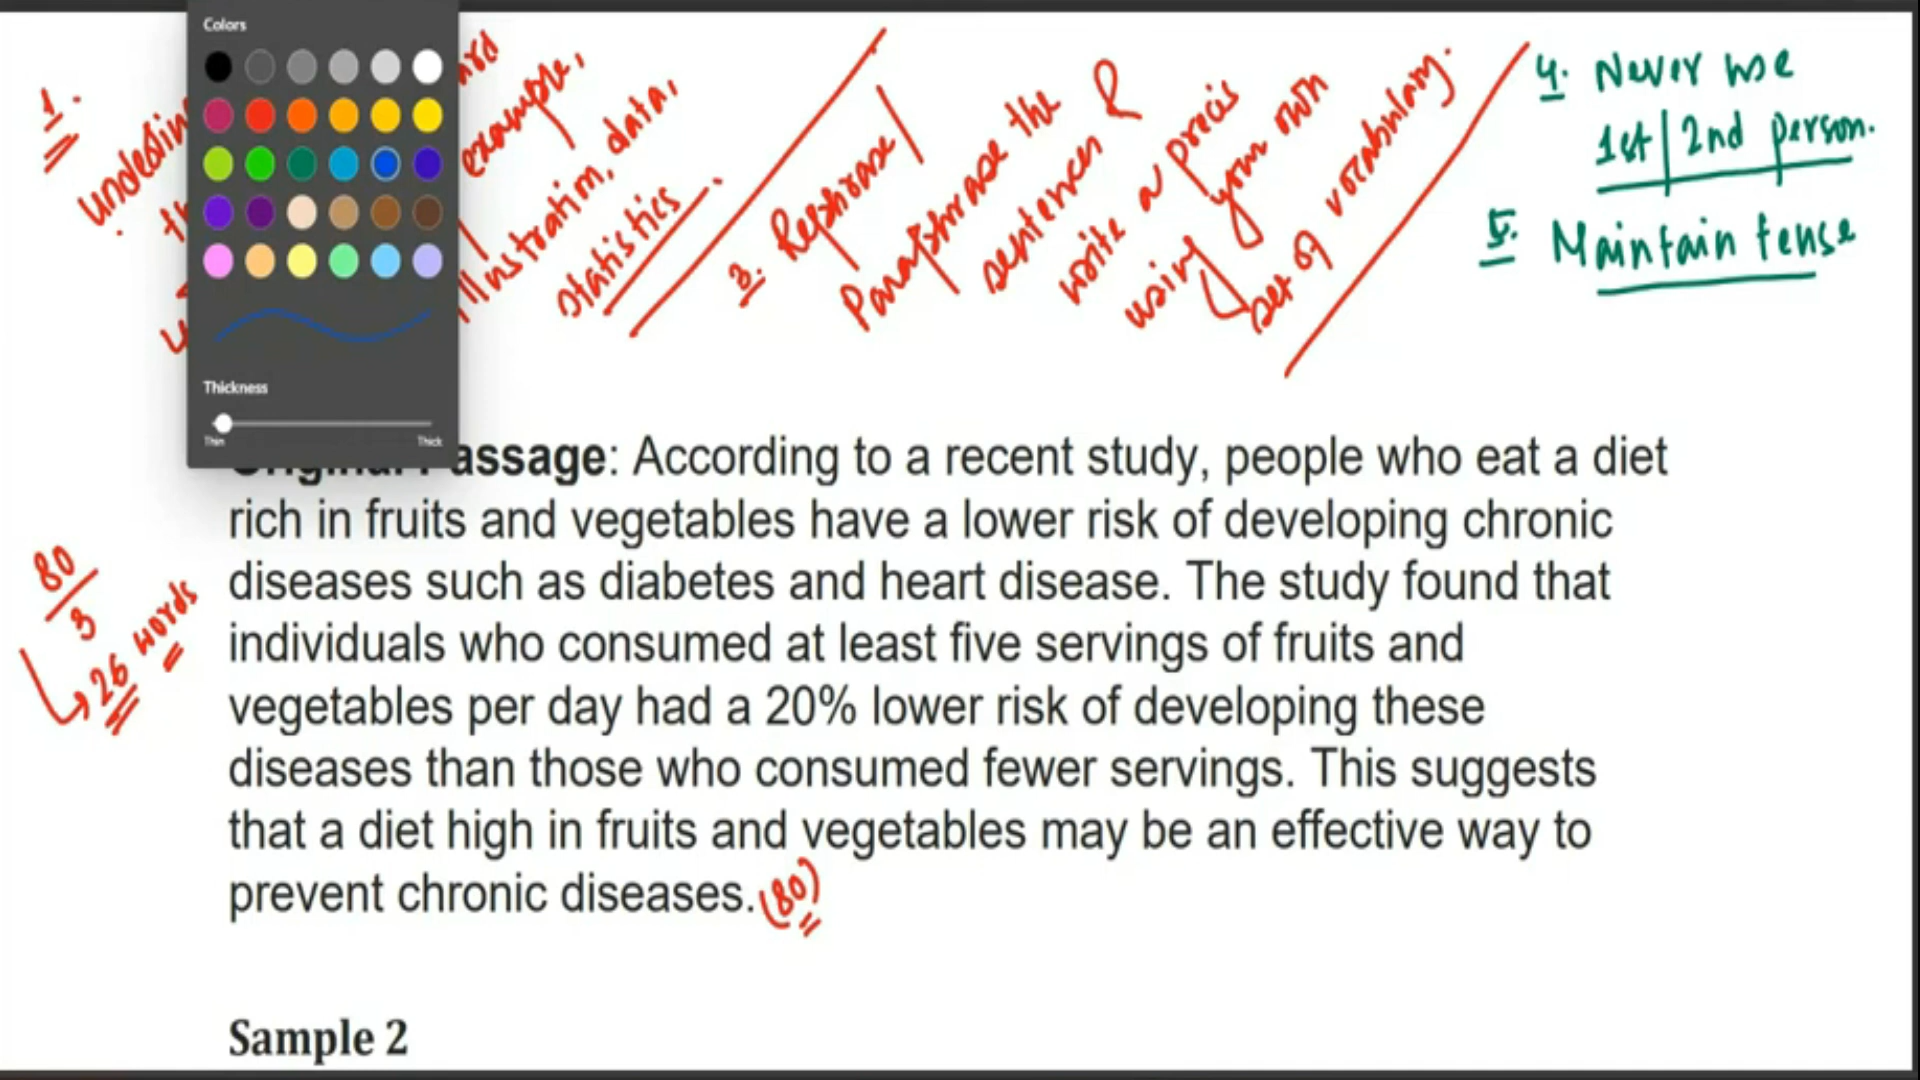 Colors
Thickness
Thin Thick
1.
example,
Illustration, data,
statistics.
3. Rephrase /
Paraphrase the
sentences &
write a precis
using your own
set of vocabulary.
4. Never use
1st/2nd person.
5. Maintain tense
Original Passage: According to a recent study, people who eat a diet
rich in fruits and vegetables have a lower risk of developing chronic
diseases such as diabetes and heart disease. The study found that
individuals who consumed at least five servings of fruits and
vegetables per day had a 20% lower risk of developing these
diseases than those who consumed fewer servings. This suggests
that a diet high in fruits and vegetables may be an effective way to
prevent chronic diseases. (80)
80/3
26 words
Sample 2